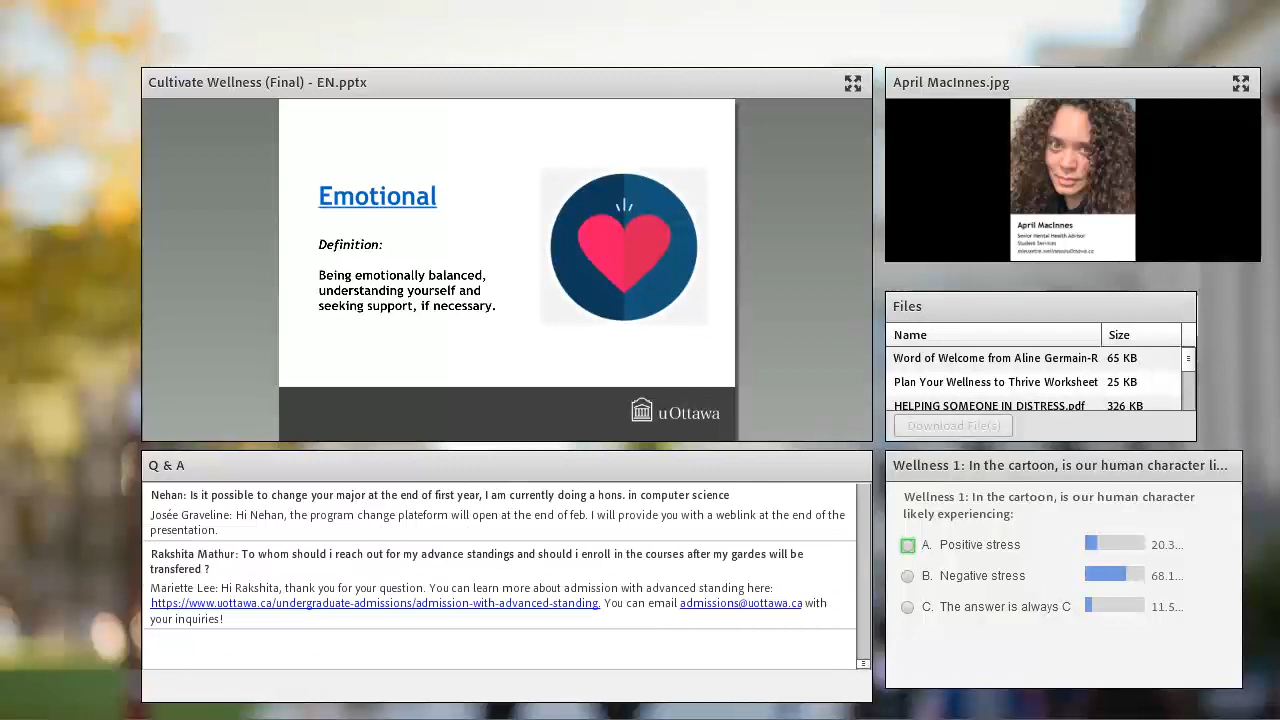 Cultivate Wellness (Final) - EN.pptx
Emotional
Definition:
Being emotionally balanced,
understanding yourself and
seeking support, if necessary.
uOttawa
April MacInnes.jpg
April MacInnes
Senior Mental Health Advisor
Student Services
Files
Name Size
Word of Welcome from Aline Germain-R 65 KB
Plan Your Wellness to Thrive Worksheet 25 KB
HELPING SOMEONE IN DISTRESS.pdf 326 KB
Download File(s)
Q & A
Nehan: Is it possible to change your major at the end of first year, I am currently doing a hons. in computer science
Josée Graveline: Hi Nehan, the program change plateform will open at the end of feb. I will provide you with a weblink at the end of the
presentation.
Rakshita Mathur: To whom should i reach out for my advance standings and should i enroll in the courses after my gardes will be
transfered ?
Mariette Lee: Hi Rakshita, thank you for your question. You can learn more about admission with advanced standing here:
https://www.uottawa.ca/undergraduate-admissions/admission-with-advanced-standing. You can email admissions@uottawa.ca with
your inquiries!
Wellness 1: In the cartoon, is our human character li...
Wellness 1: In the cartoon, is our human character
likely experiencing:
A. Positive stress 20.3...
B. Negative stress 68.1...
C. The answer is always C 11.5...